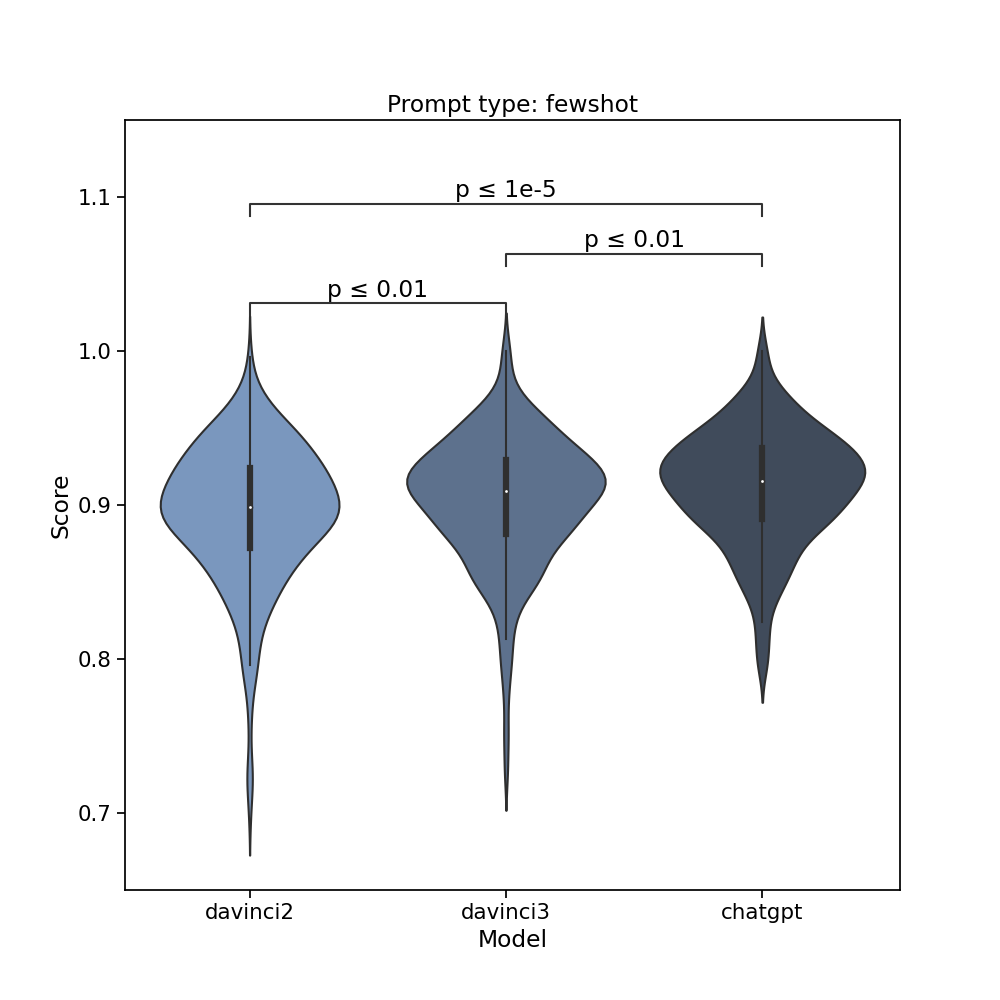 Prompt type: fewshot
1.1
p ≤ 1e-5
p ≤ 0.01
p ≤ 0.01
1.0
0.9
Score
0.8
0.7
davinci2 davinci3 chatgpt
Model